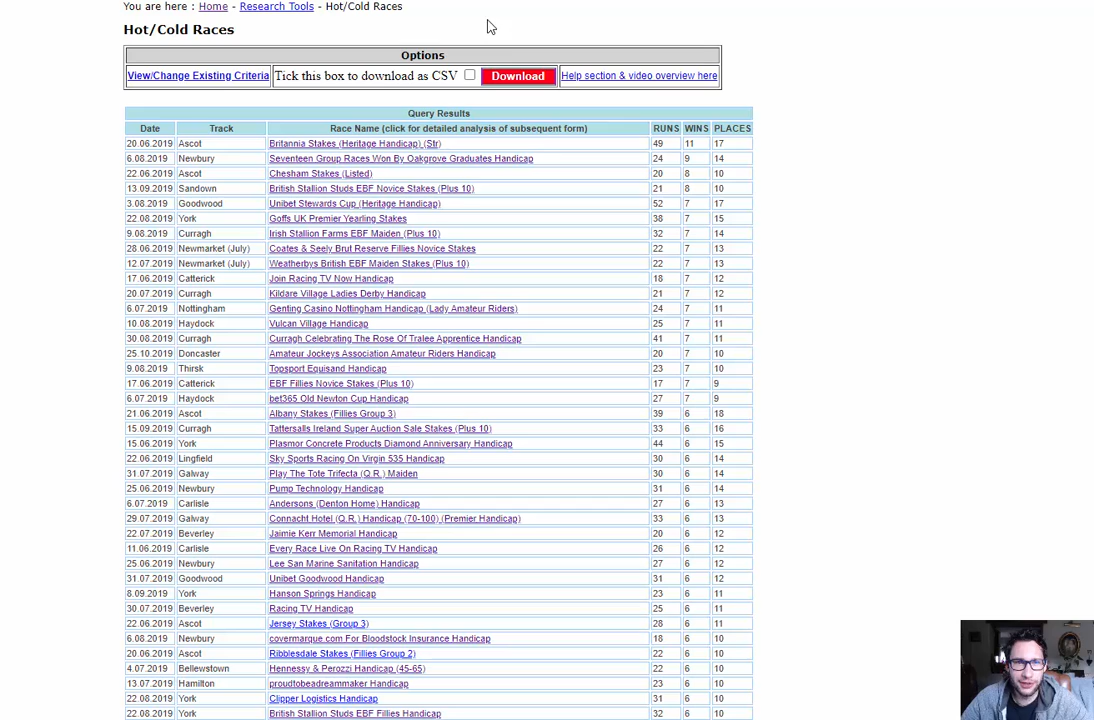 You are here : Home - Research Tools - Hot/Cold Races
Hot/Cold Races
Options
View/Change Existing Criteria Tick this box to download as CSV Download Help section & video overview here
Query Results
Date Track Race Name (click for detailed analysis of subsequent form) RUNS WINS PLACES
20.06.2019 Ascot Britannia Stakes (Heritage Handicap) (Str) 49 11 17
6.08.2019 Newbury Seventeen Group Races Won By Oakgrove Graduates Handicap 24 9 14
22.06.2019 Ascot Chesham Stakes (Listed) 20 8 10
13.09.2019 Sandown British Stallion Studs EBF Novice Stakes (Plus 10) 21 8 10
3.08.2019 Goodwood Unibet Stewards Cup (Heritage Handicap) 52 7 17
22.08.2019 York Goffs UK Premier Yearling Stakes 38 7 15
9.08.2019 Curragh Irish Stallion Farms EBF Maiden (Plus 10) 32 7 14
28.06.2019 Newmarket (July) Coates & Seely Brut Reserve Fillies Novice Stakes 22 7 13
12.07.2019 Newmarket (July) Weatherbys British EBF Maiden Stakes (Plus 10) 22 7 13
17.06.2019 Catterick Join Racing TV Now Handicap 18 7 12
20.07.2019 Curragh Kildare Village Ladies Derby Handicap 21 7 12
6.07.2019 Nottingham Genting Casino Nottingham Handicap (Lady Amateur Riders) 24 7 11
10.08.2019 Haydock Vulcan Village Handicap 25 7 11
30.08.2019 Curragh Curragh Celebrating The Rose Of Tralee Apprentice Handicap 41 7 11
25.10.2019 Doncaster Amateur Jockeys Association Amateur Riders Handicap 20 7 10
9.08.2019 Thirsk Topsport Equisand Handicap 23 7 10
17.06.2019 Catterick EBF Fillies Novice Stakes (Plus 10) 17 7 9
6.07.2019 Haydock bet365 Old Newton Cup Handicap 27 7 9
21.06.2019 Ascot Albany Stakes (Fillies Group 3) 39 6 18
15.09.2019 Curragh Tattersalls Ireland Super Auction Sale Stakes (Plus 10) 33 6 16
15.06.2019 York Plasmor Concrete Products Diamond Anniversary Handicap 44 6 15
22.06.2019 Lingfield Sky Sports Racing On Virgin 535 Handicap 30 6 14
31.07.2019 Galway Play The Tote Trifecta (Q.R.) Maiden 30 6 14
25.06.2019 Newbury Pump Technology Handicap 31 6 14
6.07.2019 Carlisle Andersons (Denton Home) Handicap 27 6 13
29.07.2019 Galway Connacht Hotel (Q.R.) Handicap (70-100) (Premier Handicap) 33 6 13
22.07.2019 Beverley Jaimie Kerr Memorial Handicap 20 6 12
11.06.2019 Carlisle Every Race Live On Racing TV Handicap 26 6 12
25.06.2019 Newbury Lee San Marine Sanitation Handicap 27 6 12
31.07.2019 Goodwood Unibet Goodwood Handicap 31 6 12
8.09.2019 York Hanson Springs Handicap 23 6 11
30.07.2019 Beverley Racing TV Handicap 25 6 11
22.06.2019 Ascot Jersey Stakes (Group 3) 28 6 11
6.08.2019 Newbury covermarque.com For Bloodstock Insurance Handicap 18 6 10
20.06.2019 Ascot Ribblesdale Stakes (Fillies Group 2) 22 6 10
4.07.2019 Bellewstown Hennessy & Perozzi Handicap (45-65) 22 6 10
13.07.2019 Hamilton proudtobeadreammaker Handicap 23 6 10
22.08.2019 York Clipper Logistics Handicap 31 6 10
22.08.2019 York British Stallion Studs EBF Fillies Handicap 32 6 10